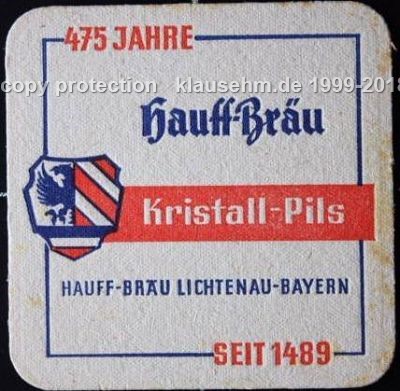 475 JAHRE
copy protection klausehm.de 1999-2018
Hauff-Bräu
Kristall-Pils
HAUFF-BRÄU LICHTENAU-BAYERN
SEIT 1489